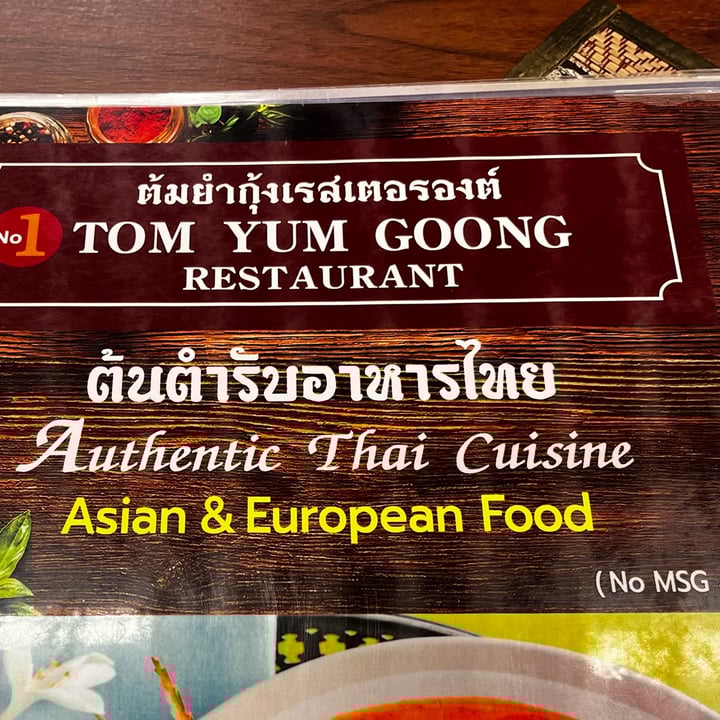 ต้มยำกุ้งเรสเตอรองต์
No 1 TOM YUM GOONG
RESTAURANT
ต้นตำรับอาหารไทย
Authentic Thai Cuisine
Asian & European Food
(No MSG